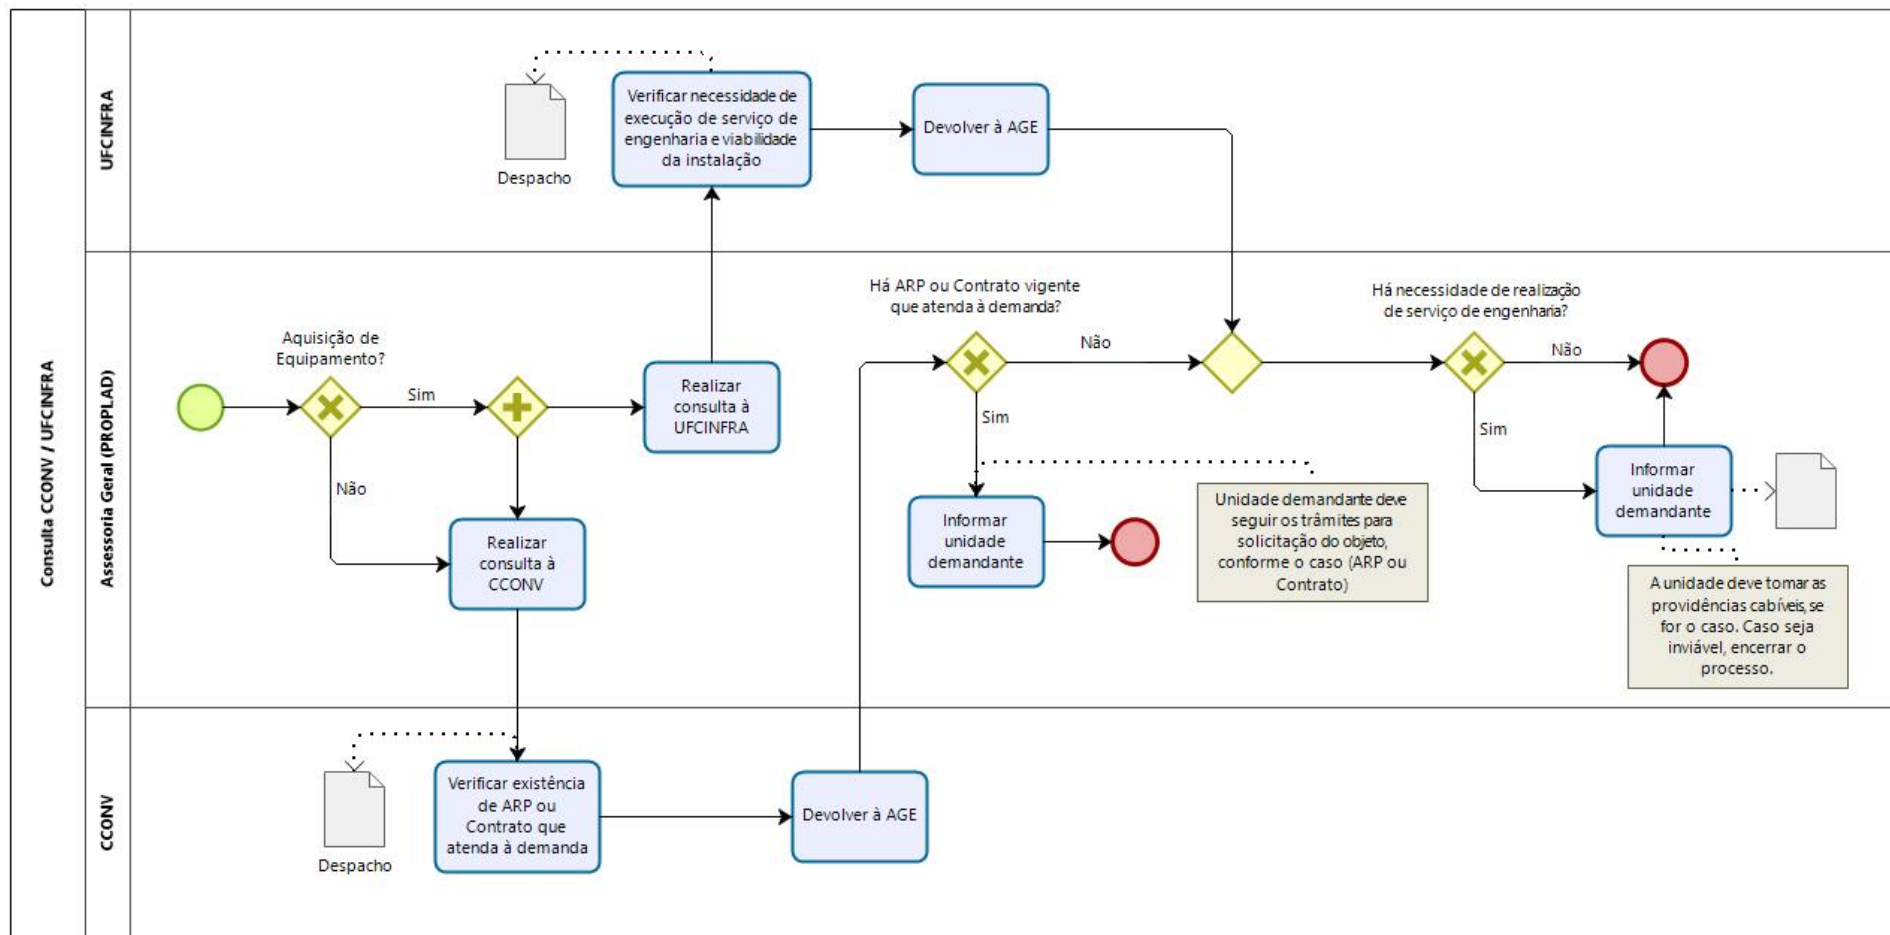 Consulta CCONV / UFCINFRA
UFCINFRA
Despacho
Verificar necessidade de
execução de serviço de
engenharia e viabilidade
da instalação
Devolver à AGE
Assessoria Geral (PROPLAD)
Aquisição de
Equipamento?
Sim
Não
Realizar
consulta à
UFCINFRA
Realizar
consulta à
CCONV
Há ARP ou Contrato vigente
que atenda à demanda?
Não
Sim
Informar
unidade
demandante
Unidade demandante deve
seguir os trâmites para
solicitação do objeto,
conforme o caso (ARP ou
Contrato)
Há necessidade de realização
de serviço de engenharia?
Não
Sim
Informar
unidade
demandante
A unidade deve tomar as
providências cabíveis, se
for o caso. Caso seja
inviável, encerrar o
processo.
CCONV
Despacho
Verificar existência
de ARP ou
Contrato que
atenda à demanda
Devolver à AGE